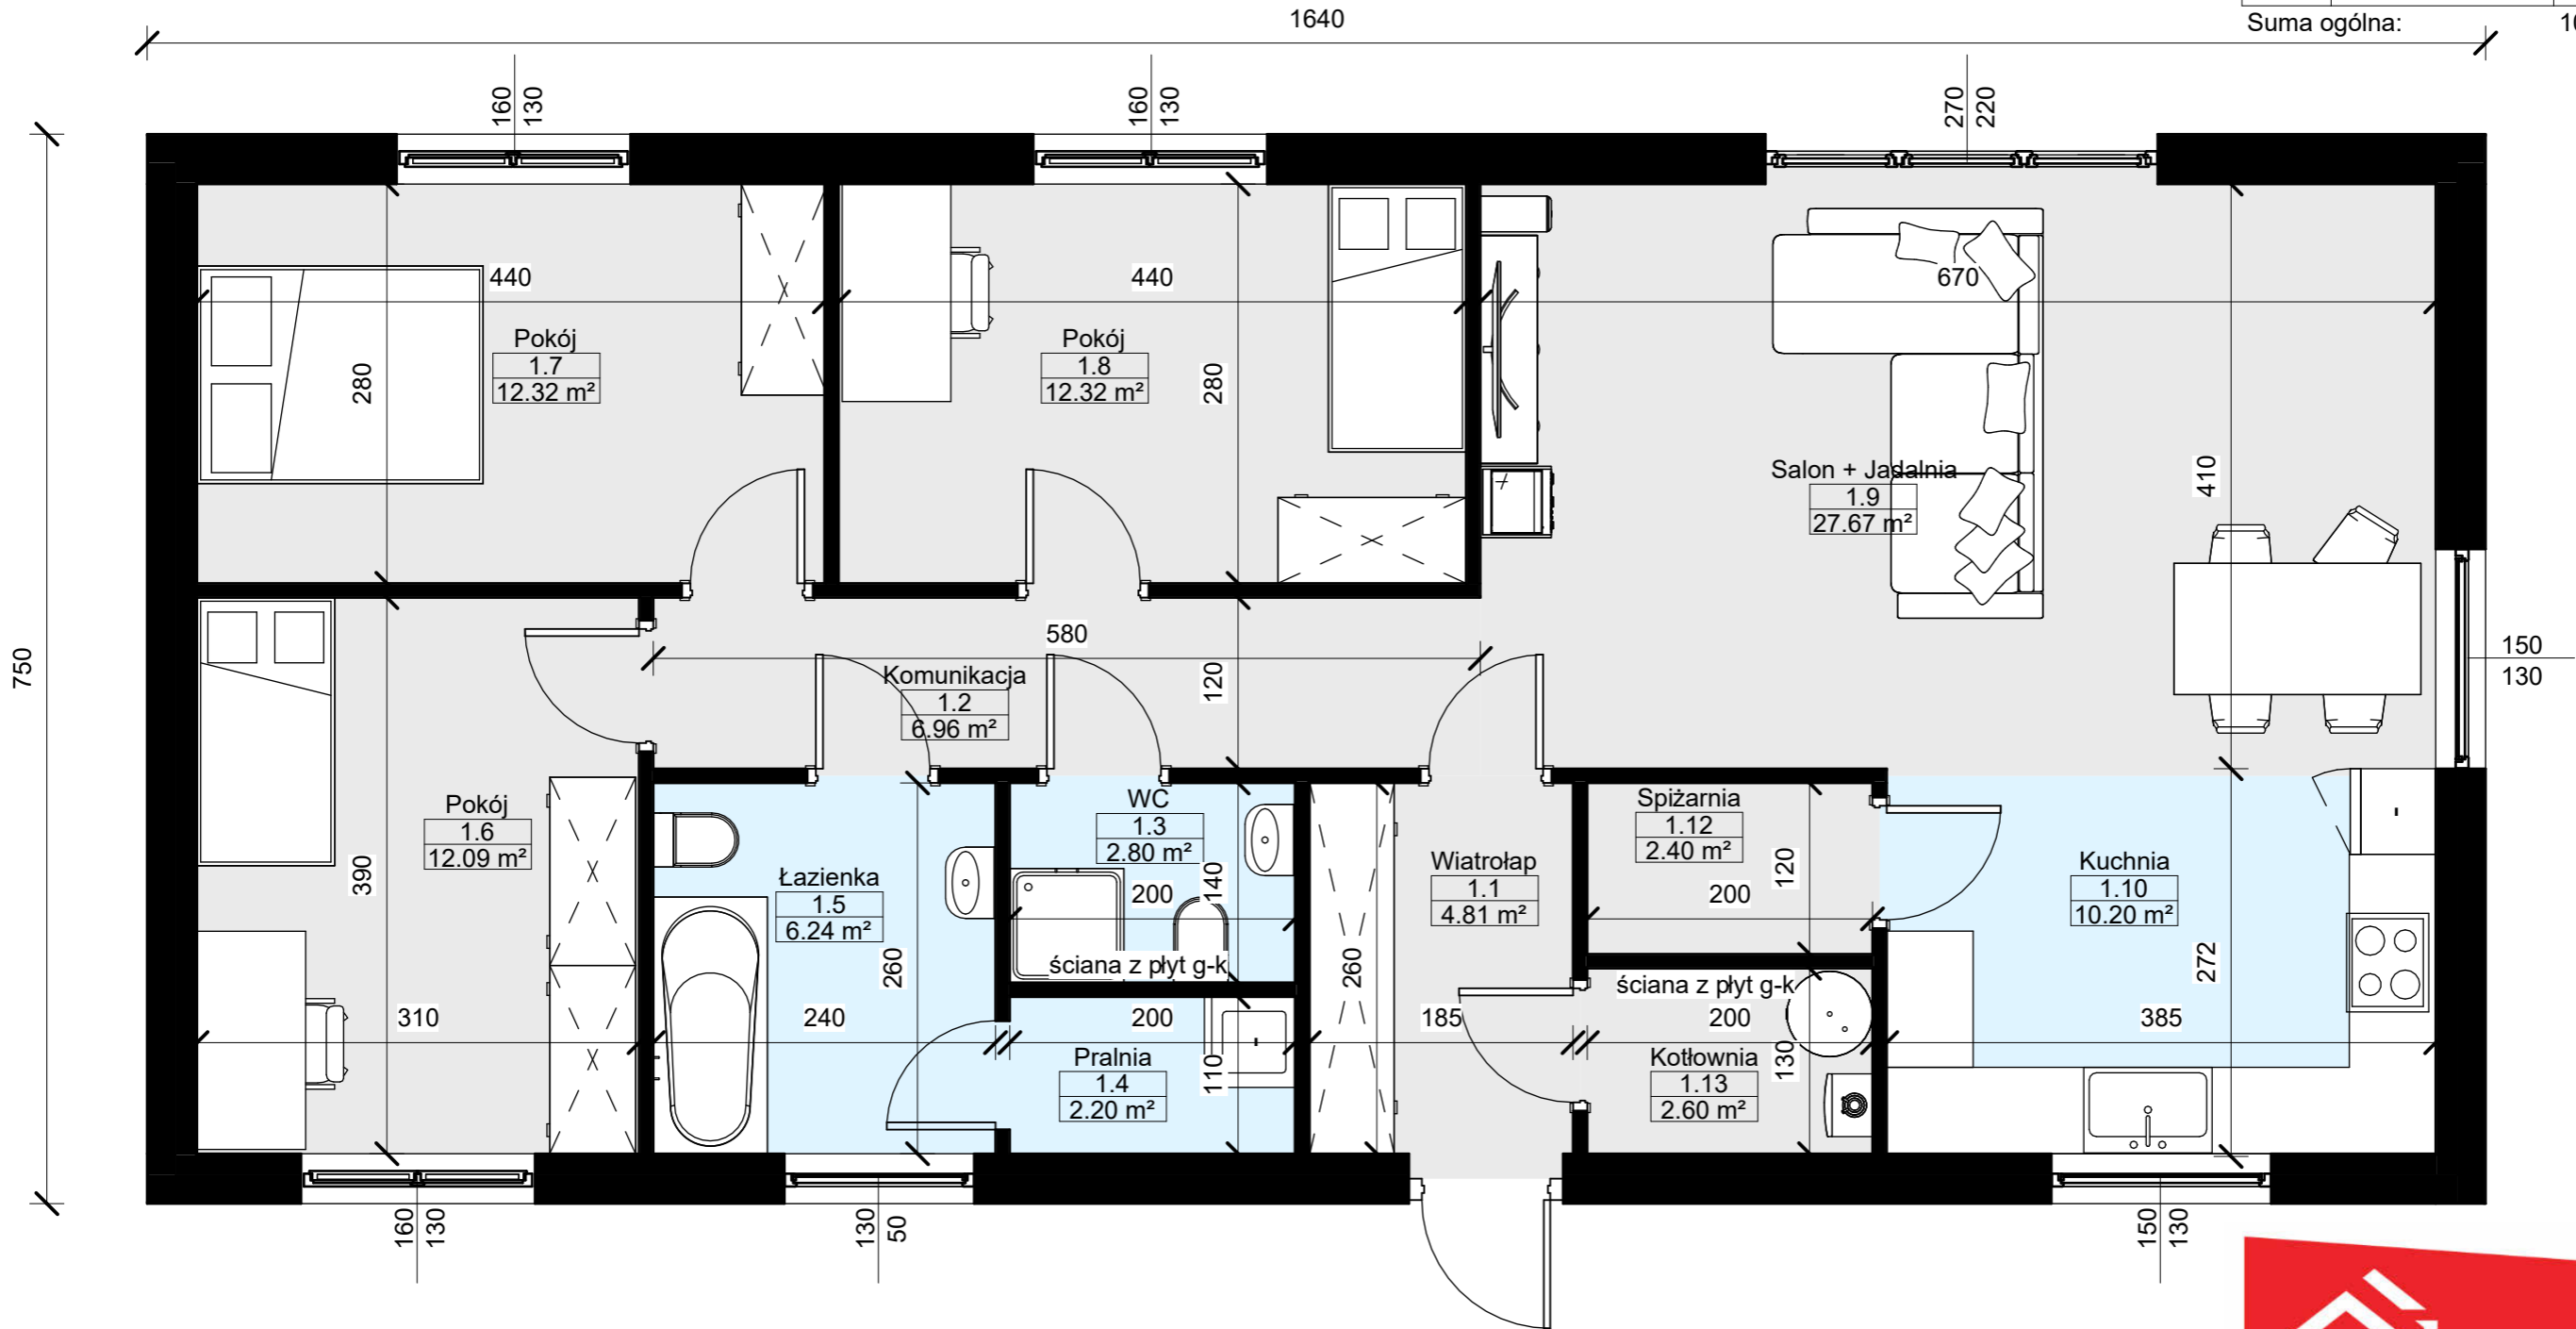 Suma ogólna:
1640
160
130
160
130
270
220
440
440
670
Pokój
1.7
12.32 m²
280
Pokój
1.8
12.32 m²
280
Salon + Jadalnia
1.9
27.67 m²
410
750
580
Komunikacja
1.2
6.96 m²
120
150
130
Pokój
1.6
12.09 m²
390
310
Łazienka
1.5
6.24 m²
260
240
WC
1.3
2.80 m²
140
200
ściana z płyt g-k
200
Pralnia
1.4
2.20 m²
110
Wiatrołap
1.1
4.81 m²
260
185
Spiżarnia
1.12
2.40 m²
120
200
ściana z płyt g-k
200
Kotłownia
1.13
2.60 m²
130
Kuchnia
1.10
10.20 m²
272
385
160
130
130
50
150
130